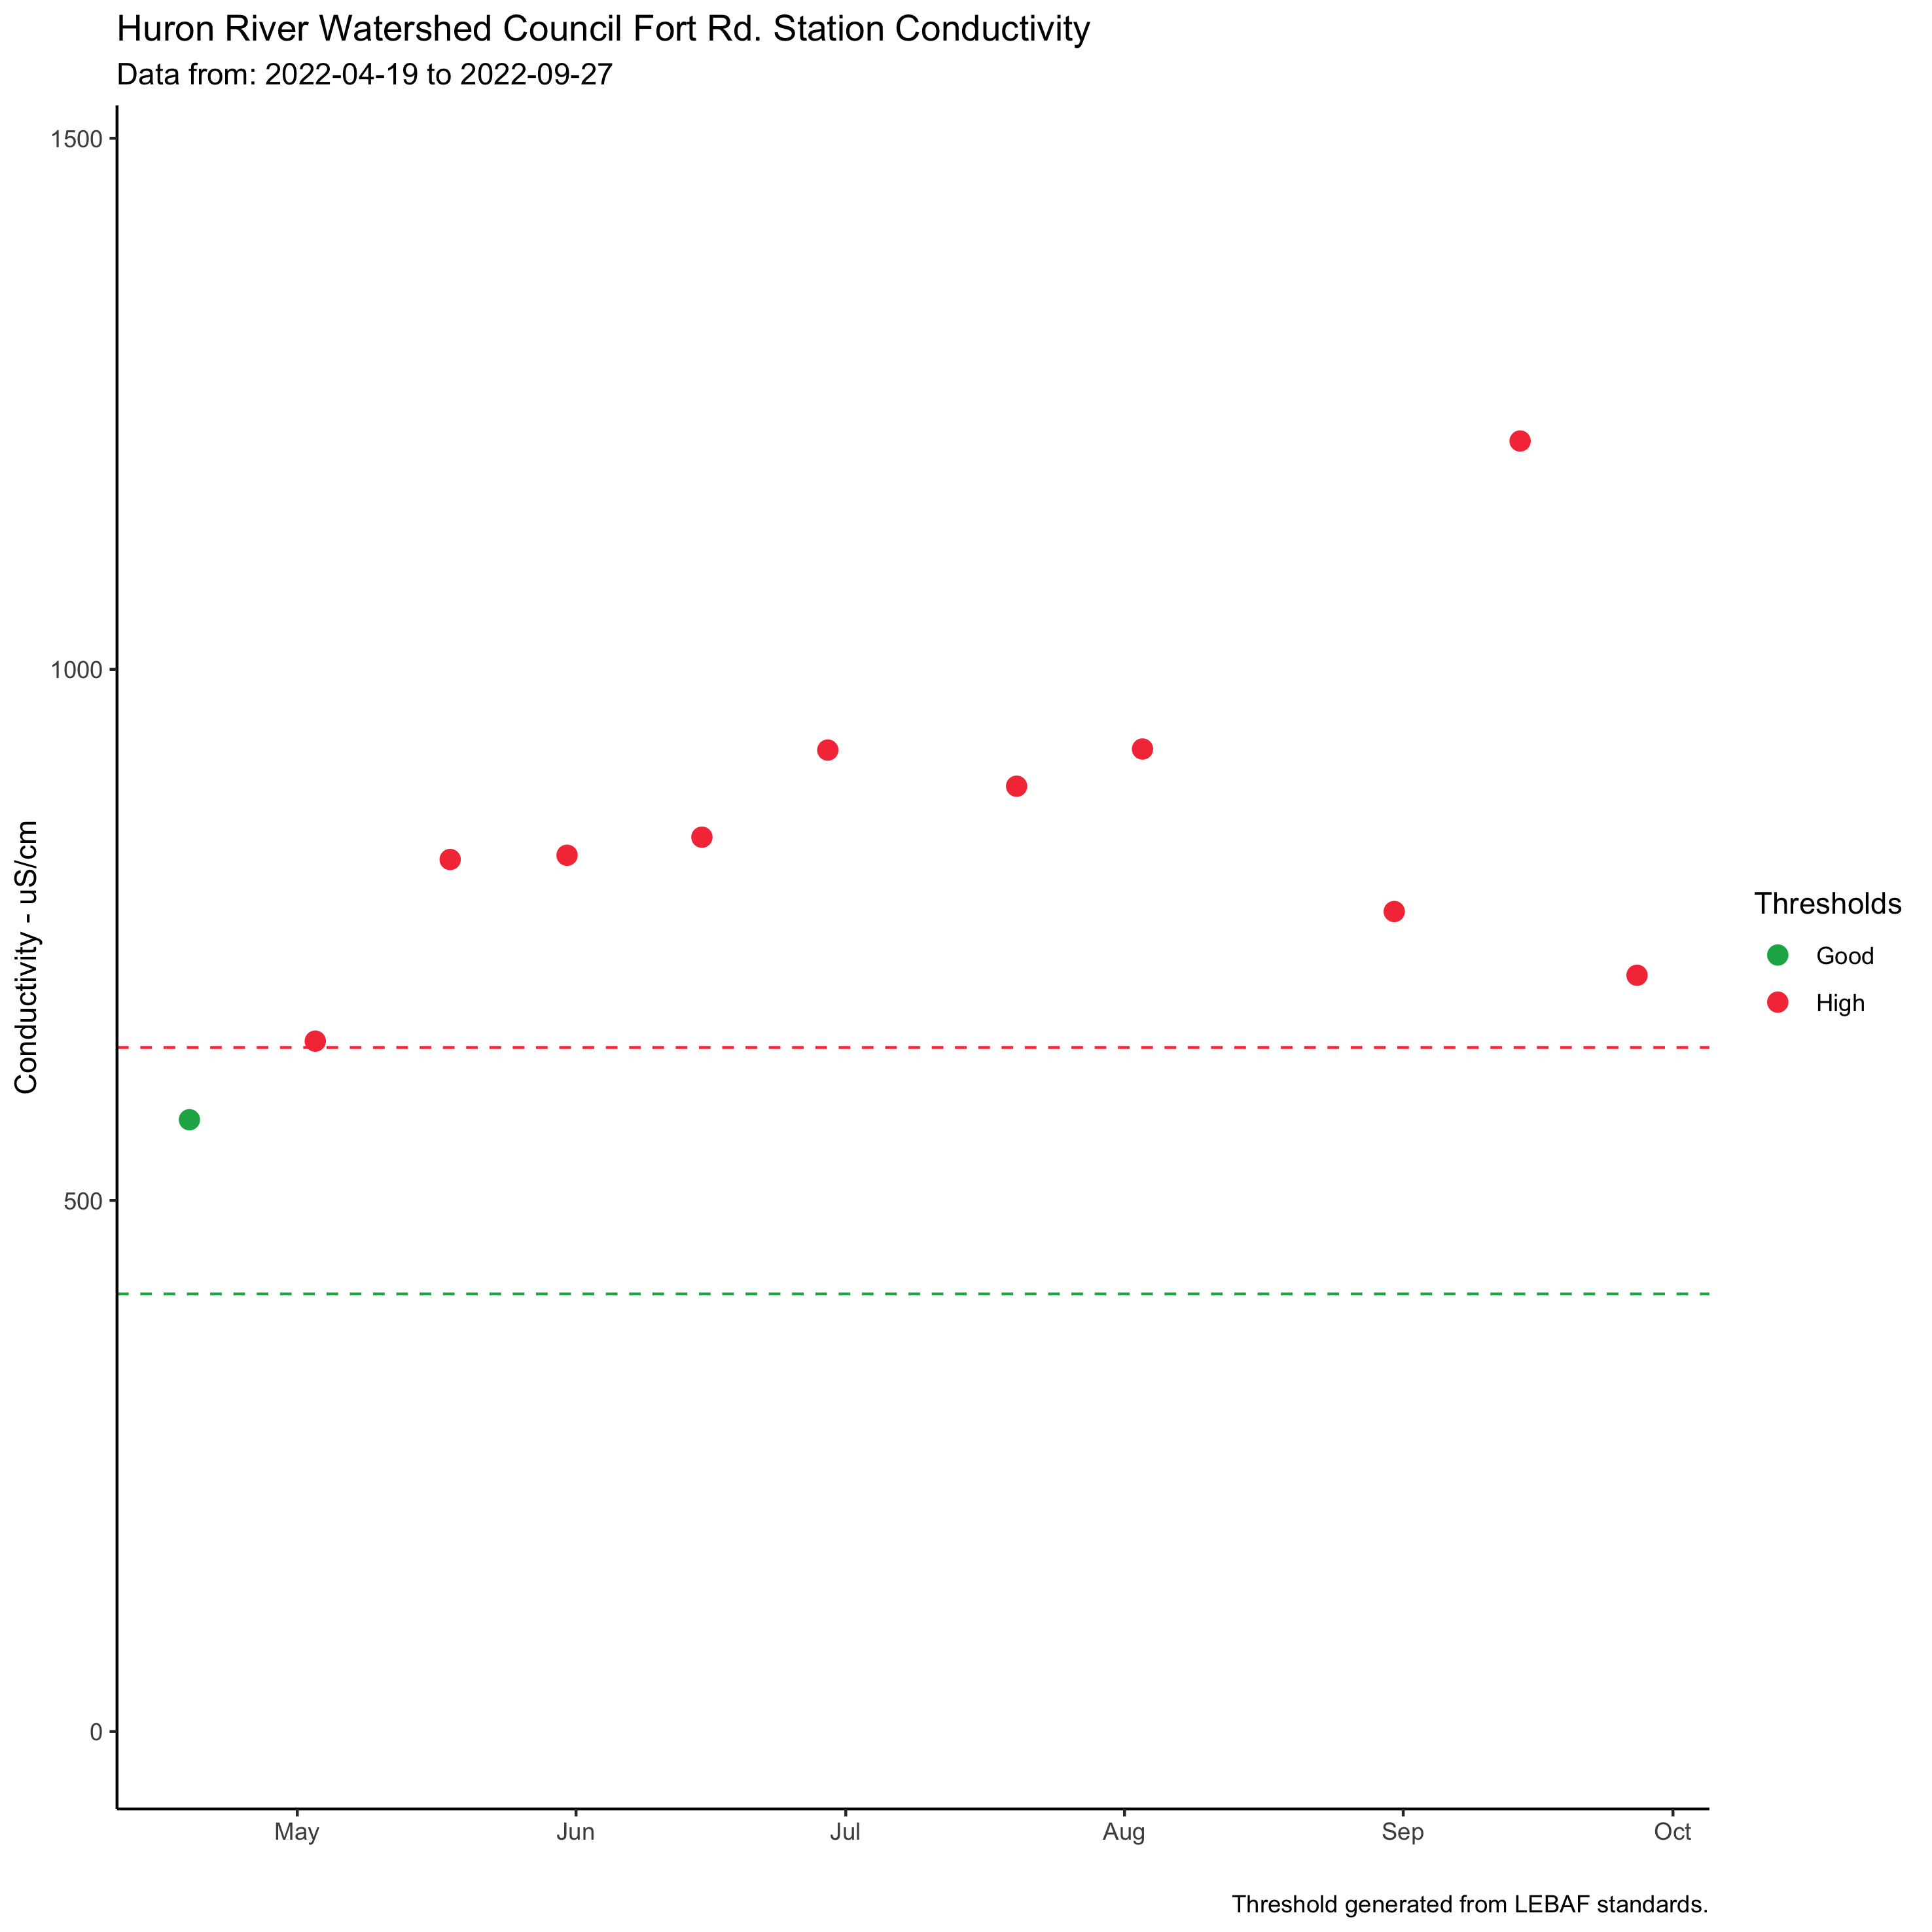 Huron River Watershed Council Fort Rd. Station Conductivity
Data from: 2022-04-19 to 2022-09-27
1500
1000
500
0
Conductivity - uS/cm
Thresholds
Good
High
May
Jun
Jul
Aug
Sep
Oct
Threshold generated from LEBAF standards.